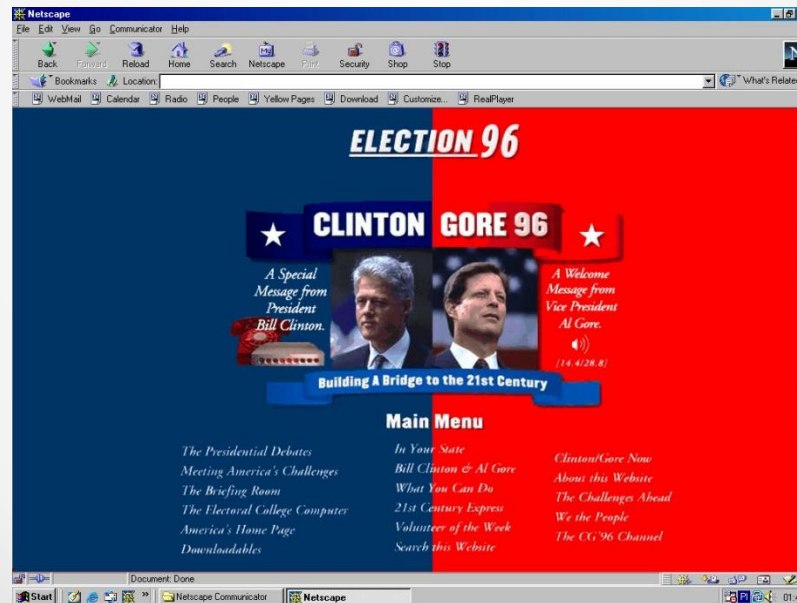 Netscape
File Edit View Go Communicator Help
Back Forward Reload Home Search Netscape Print Security Shop Stop
Bookmarks Location: What's Related
WebMail Calendar Radio People Yellow Pages Download Customize... RealPlayer
ELECTION 96
CLINTON GORE 96
A Special
Message from
President
Bill Clinton.
A Welcome
Message from
Vice President
Al Gore.
[14.4/28.8]
Building A Bridge to the 21st Century
Main Menu
The Presidential Debates
Meeting America's Challenges
The Briefing Room
The Electoral College Computer
America's Home Page
Downloadables
In Your State
Bill Clinton & Al Gore
What You Can Do
21st Century Express
Volunteer of the Week
Search this Website
Clinton/Gore Now
About this Website
The Challenges Ahead
We the People
The CG'96 Channel
Document: Done
Start Netscape Communicator Netscape Pl